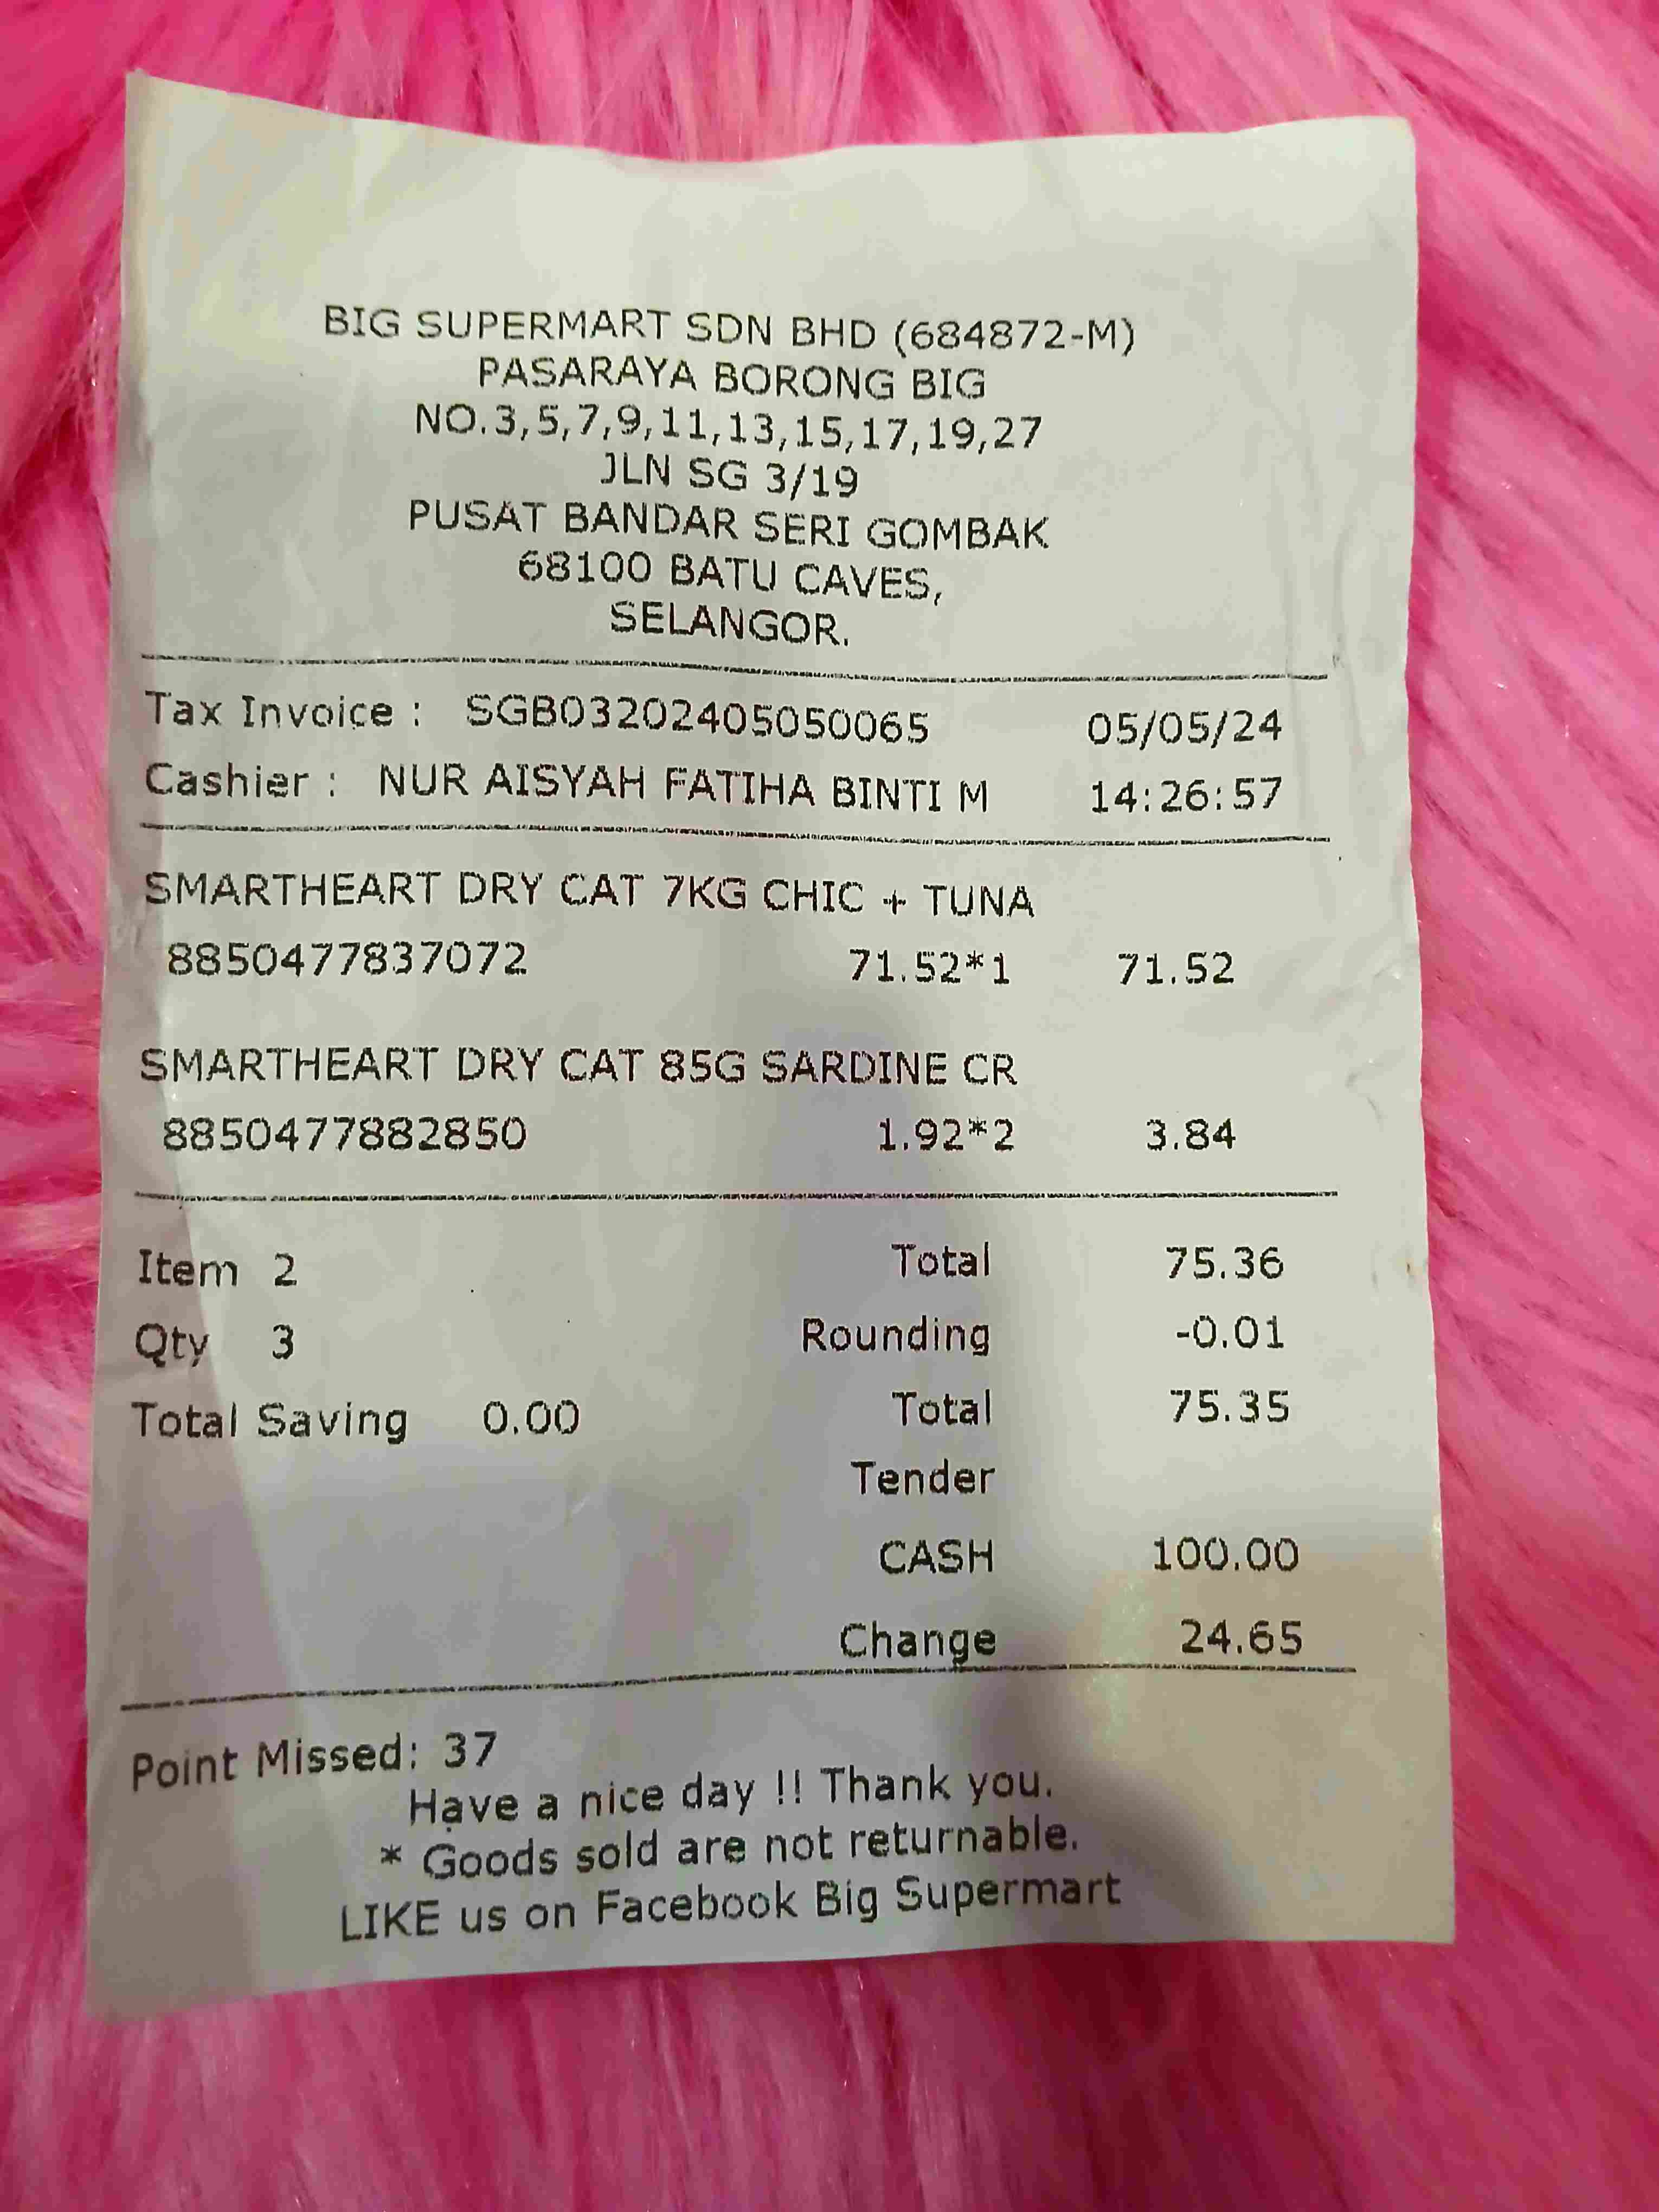 BIG SUPERMART SDN BHD (684872-M)
PASARAYA BORONG BIG
NO.3,5,7,9,11,13,15,17,19,27
JLN SG 3/19
PUSAT BANDAR SERI GOMBAK
68100 BATU CAVES,
SELANGOR.
Tax Invoice : SGB03202405050065 05/05/24
Cashier : NUR AISYAH FATIHA BINTI M 14:26:57
SMARTHEART DRY CAT 7KG CHIC + TUNA
8850477837072 71.52*1 71.52
SMARTHEART DRY CAT 85G SARDINE CR
8850477882850 1.92*2 3.84
Item 2 Total 75.36
Qty 3 Rounding -0.01
Total Saving 0.00 Total 75.35
Tender
CASH 100.00
Change 24.65
Point Missed: 37
Have a nice day !! Thank you.
* Goods sold are not returnable.
LIKE us on Facebook Big Supermart